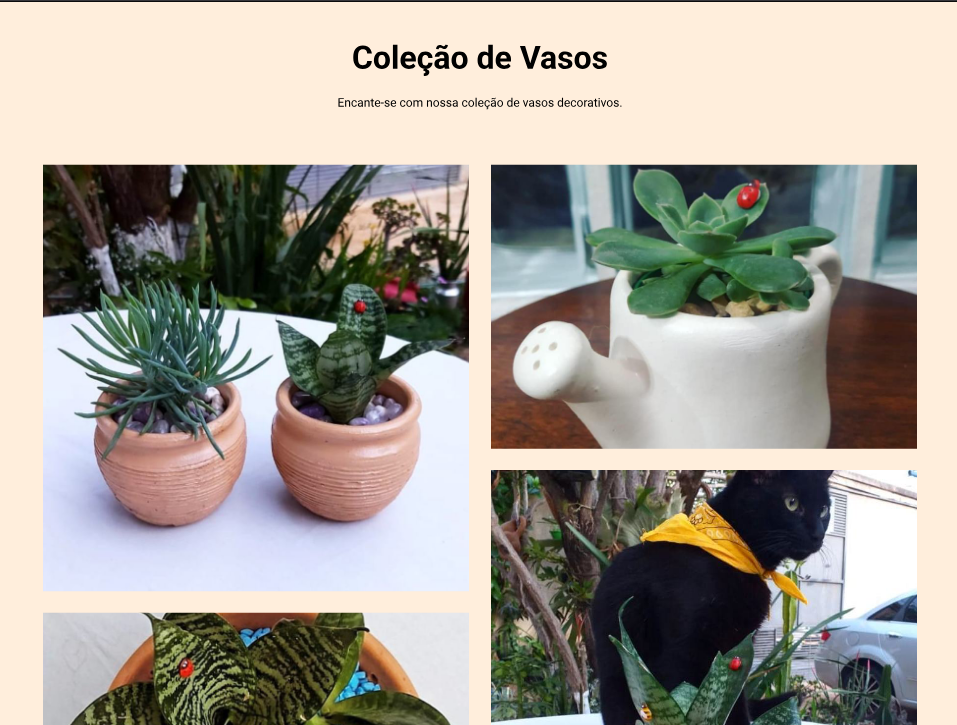 Coleção de Vasos
Encante-se com nossa coleção de vasos decorativos.